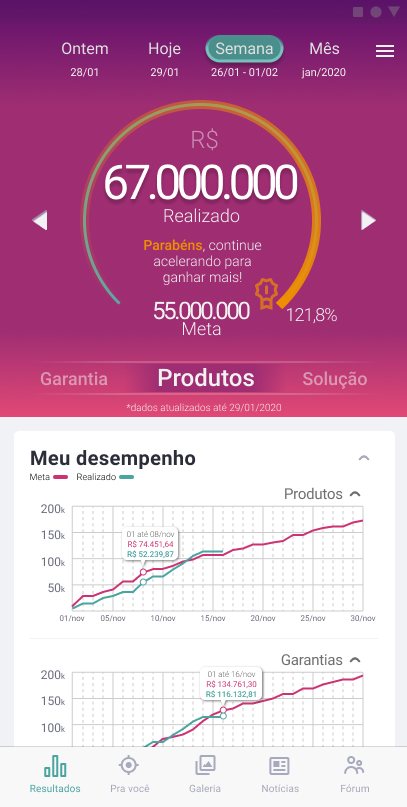 Ontem Hoje Semana Mês
28/01 29/01 26/01 - 01/02 jan/2020
R$
67.000.000
Realizado
Parabéns, continue
acelerando para
ganhar mais!
55.000.000
Meta
121,8%
Garantia Produtos Solução
*dados atualizados até 29/01/2020
Meu desempenho
Meta Realizado
Produtos
200k
150k
100k
50k
01 até 08/nov
R$ 74.451,64
R$ 52.239,87
01/nov 05/nov 10/nov 15/nov 20/nov 25/nov 30/nov
Garantias
200k
150k
100k
01 até 16/nov
R$ 134.761,30
R$ 116.132,81
Resultados Pra você Galeria Notícias Fórum